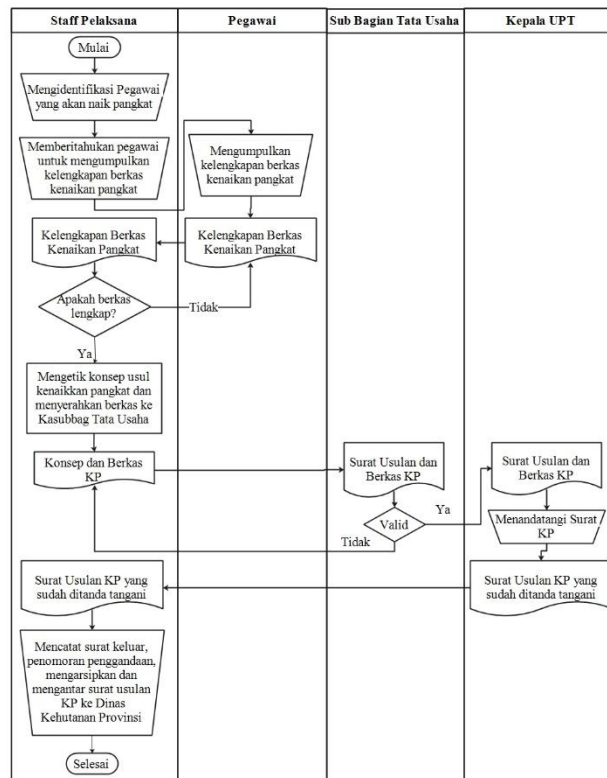 Staff Pelaksana
Pegawai
Sub Bagian Tata Usaha
Kepala UPT
Mulai
Mengidentifikasi Pegawai
yang akan naik pangkat
Memberitahukan pegawai
untuk mengumpulkan
kelengkapan berkas
kenaikan pangkat
Mengumpulkan
kelengkapan berkas
kenaikan pangkat
Kelengkapan Berkas
Kenaikan Pangkat
Kelengkapan Berkas
Kenaikan Pangkat
Apakah berkas
lengkap?
Tidak
Ya
Mengetik konsep usul
kenaikkan pangkat dan
menyerahkan berkas ke
Kasubbag Tata Usaha
Konsep dan Berkas
KP
Surat Usulan dan
Berkas KP
Surat Usulan dan
Berkas KP
Valid
Ya
Tidak
Menandatangi Surat
KP
Surat Usulan KP yang
sudah ditanda tangani
Surat Usulan KP yang
sudah ditanda tangani
Mencatat surat keluar,
penomoran penggandaan,
mengarsipkan dan
mengantar surat usulan
KP ke Dinas
Kehutanan Provinsi
Selesai